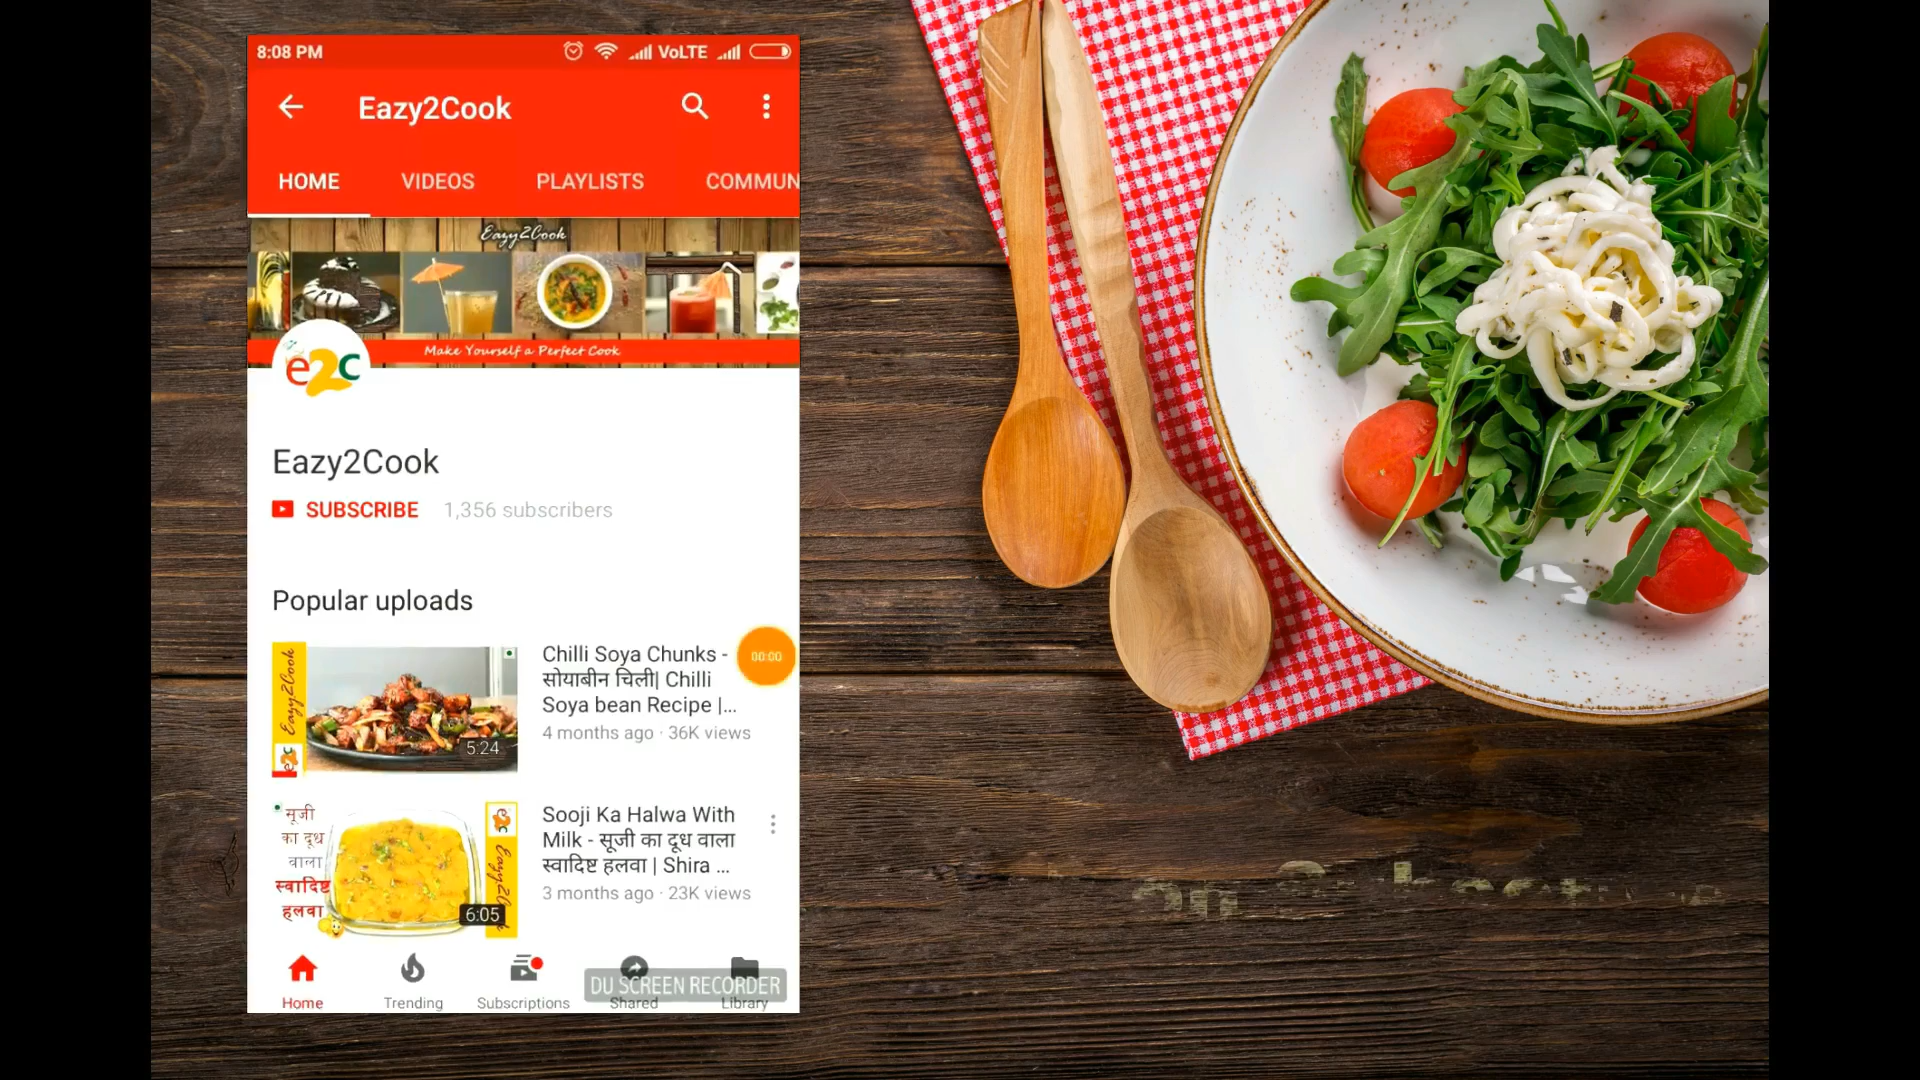 8:08 PM
VoLTE
Eazy2Cook
HOME
VIDEOS
PLAYLISTS
COMMUN
Eazy2Cook
Make Yourself a Perfect Cook
e2c
Eazy2Cook
SUBSCRIBE
1,356 subscribers
Popular uploads
Eazy2Cook
e2c
5:24
Chilli Soya Chunks -
सोयाबीन चिली| Chilli
Soya bean Recipe |...
4 months ago · 36K views
00:00
सूजी
का दूध
वाला
स्वादिष्ट
हलवा
e2c
6:05
Sooji Ka Halwa With
Milk - सूजी का दूध वाला
स्वादिष्ट हलवा | Shira ...
3 months ago · 23K views
DU SCREEN RECORDER
Home
Trending
Subscriptions
Shared
Library